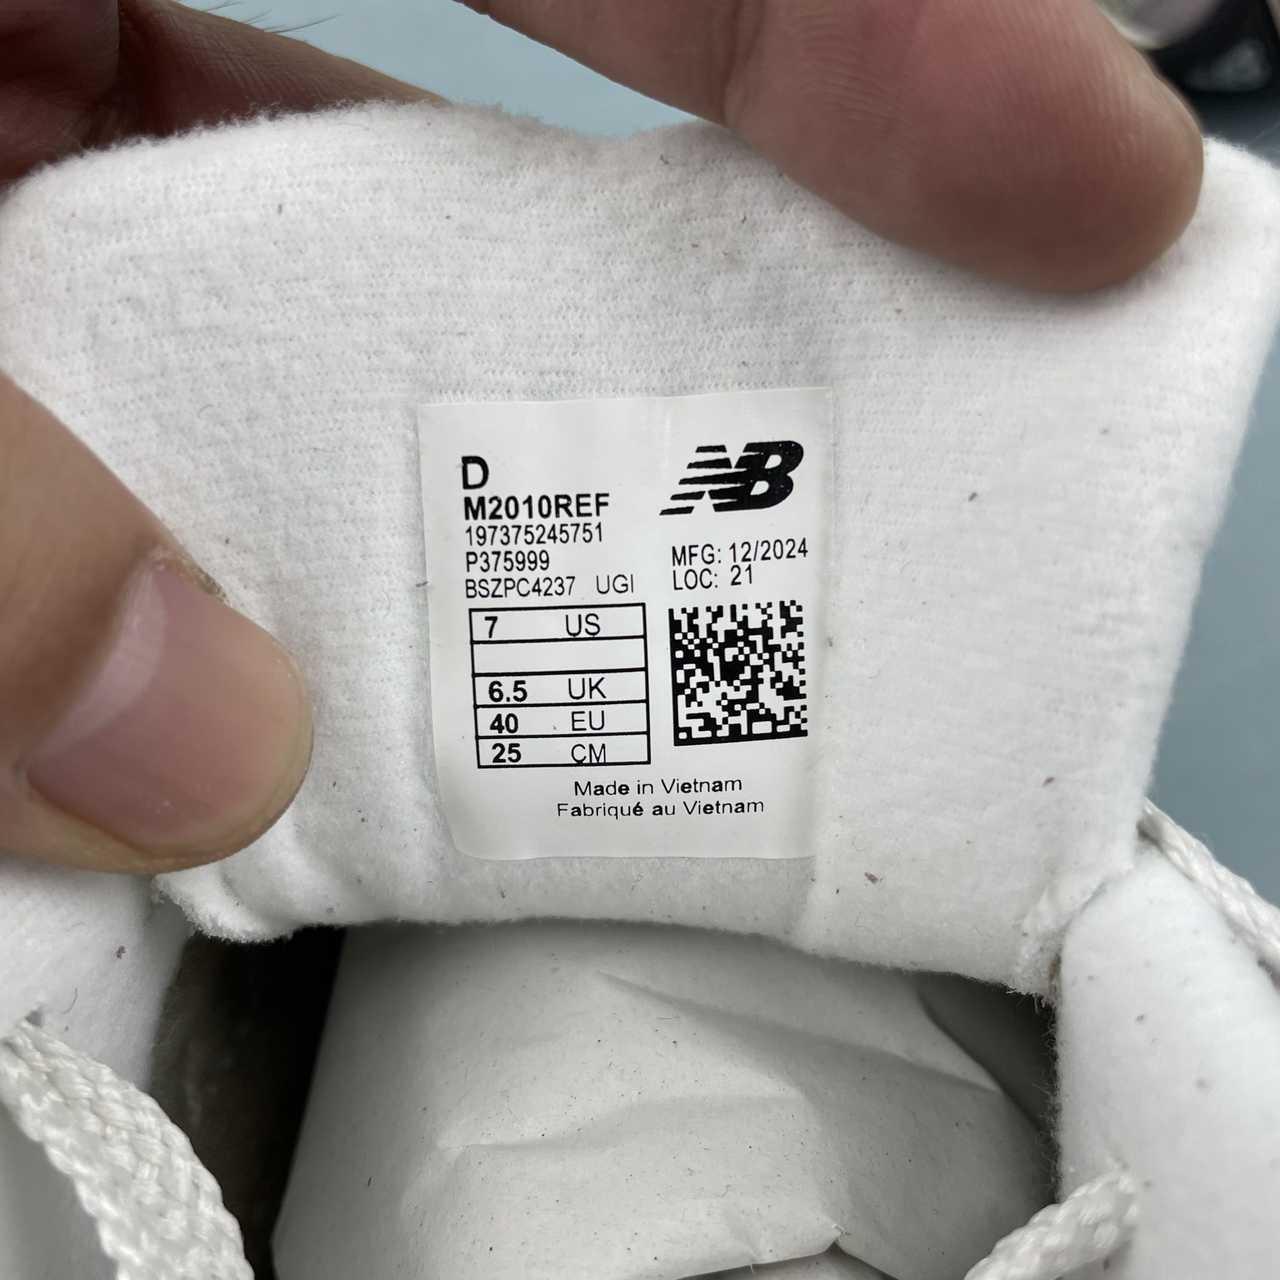 D
NB
M2010REF
197375245751
P375999
BSZPC4237 UGI
MFG: 12/2024
LOC: 21
7 US
6.5 UK
40 EU
25 CM
Made in Vietnam
Fabriqué au Vietnam